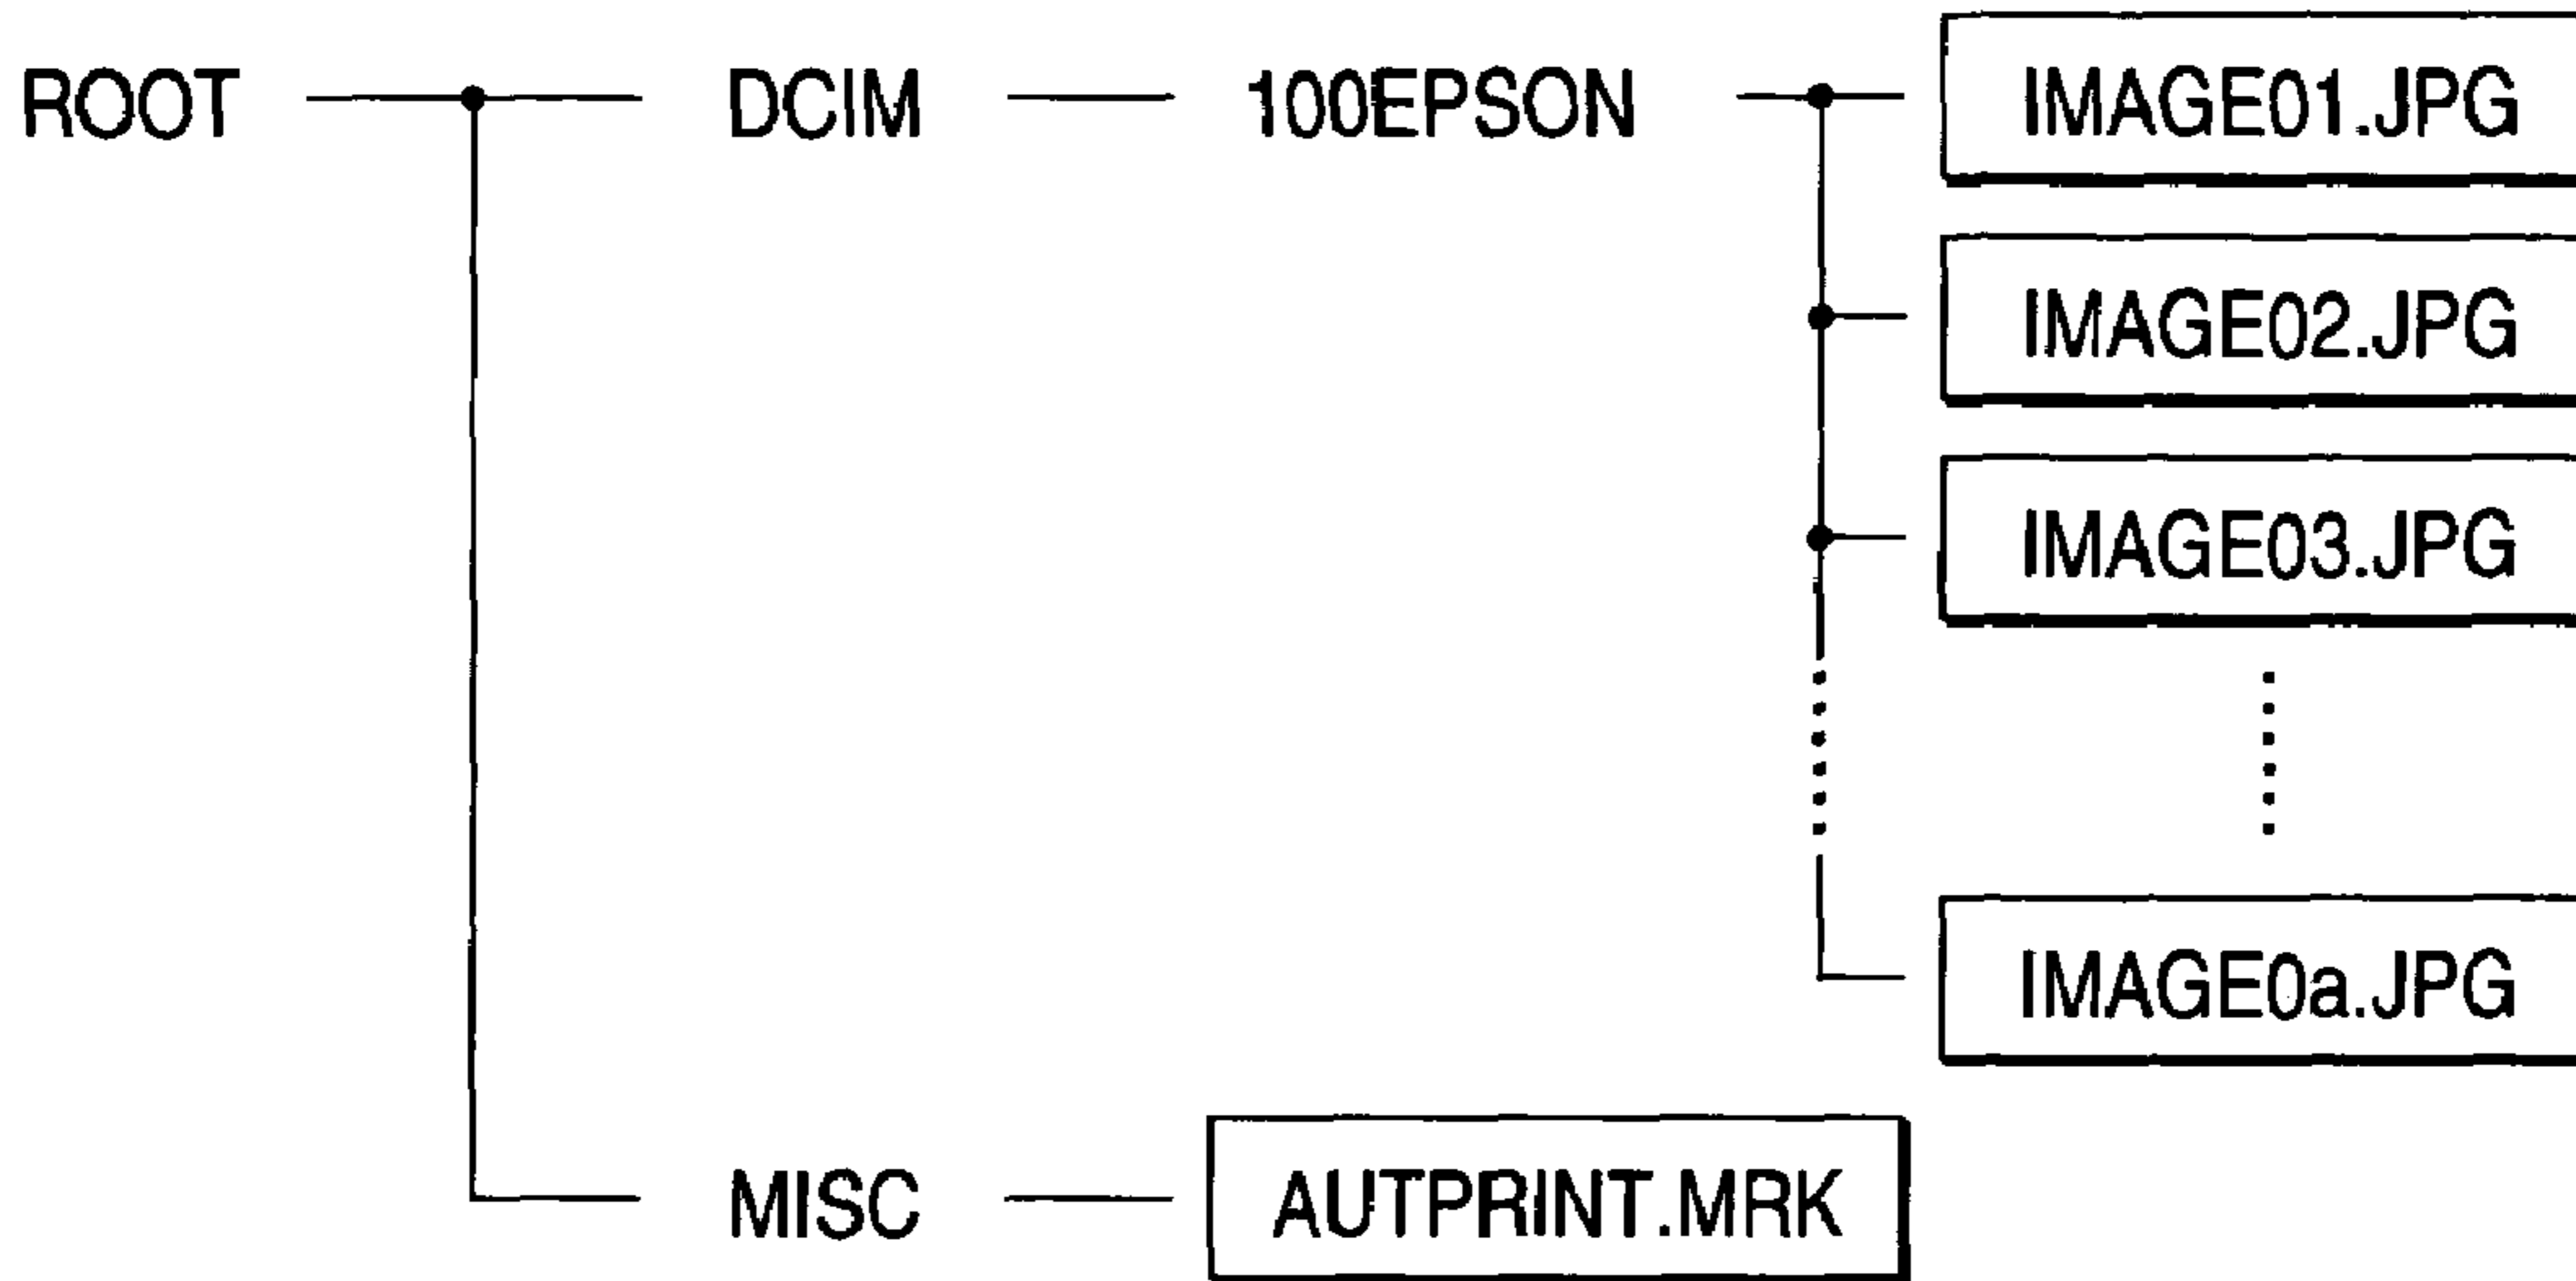 ROOT DCIM 100EPSON IMAGE01.JPG
IMAGE02.JPG
IMAGE03.JPG
IMAGE0a.JPG
MISC AUTPRINT.MRK